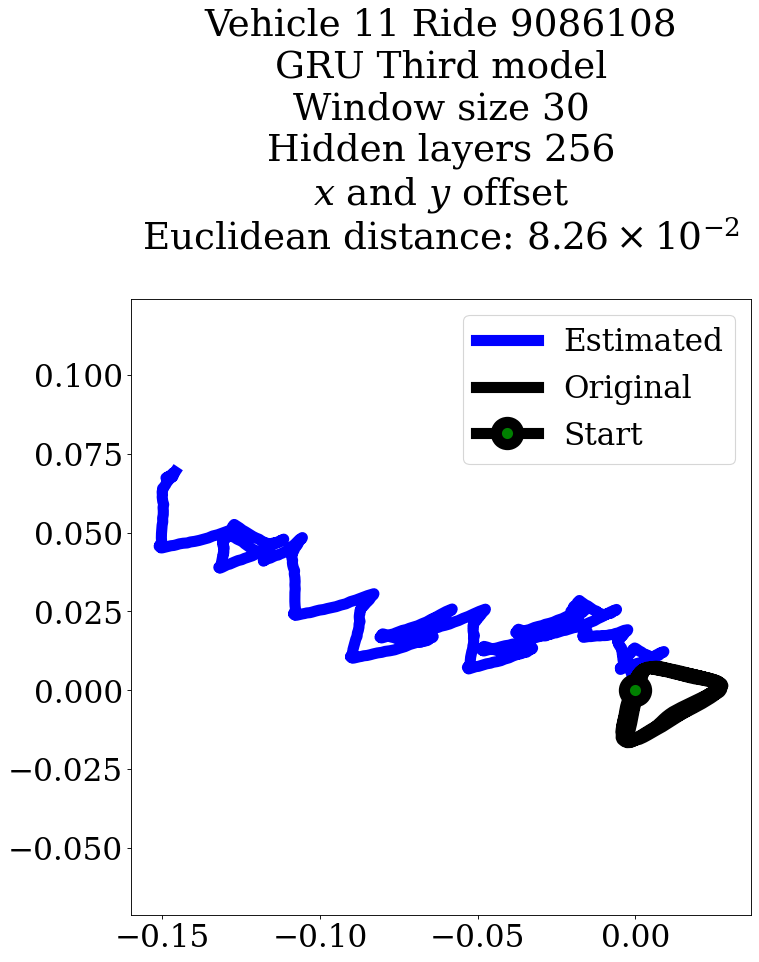 Vehicle 11 Ride 9086108
GRU Third model
Window size 30
Hidden layers 256
x and y offset
Euclidean distance: 8.26 × 10⁻²
Estimated
Original
Start
0.100
0.075
0.050
0.025
0.000
−0.025
−0.050
−0.15 −0.10 −0.05 0.00